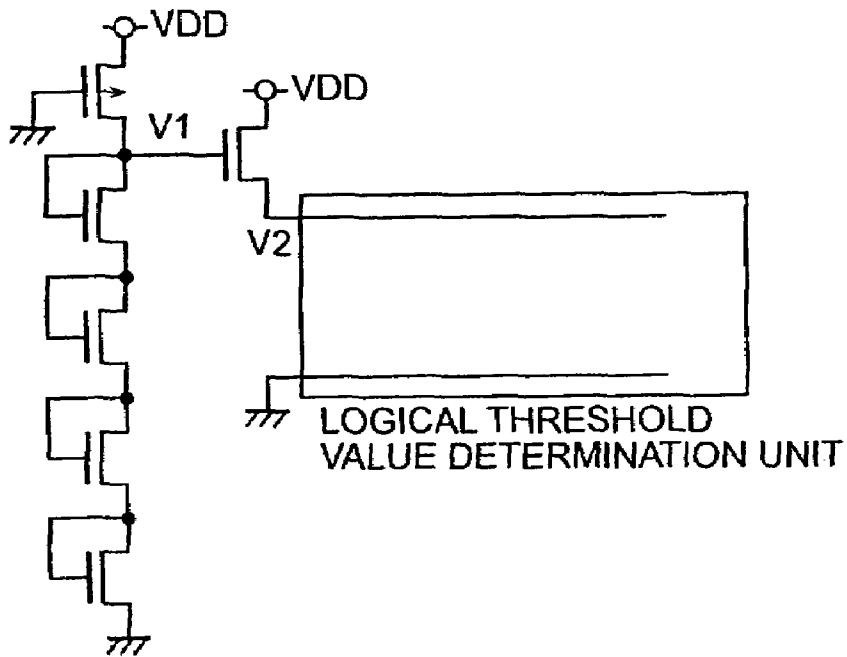 VDD
VDD
V1
V2
LOGICAL THRESHOLD
VALUE DETERMINATION UNIT